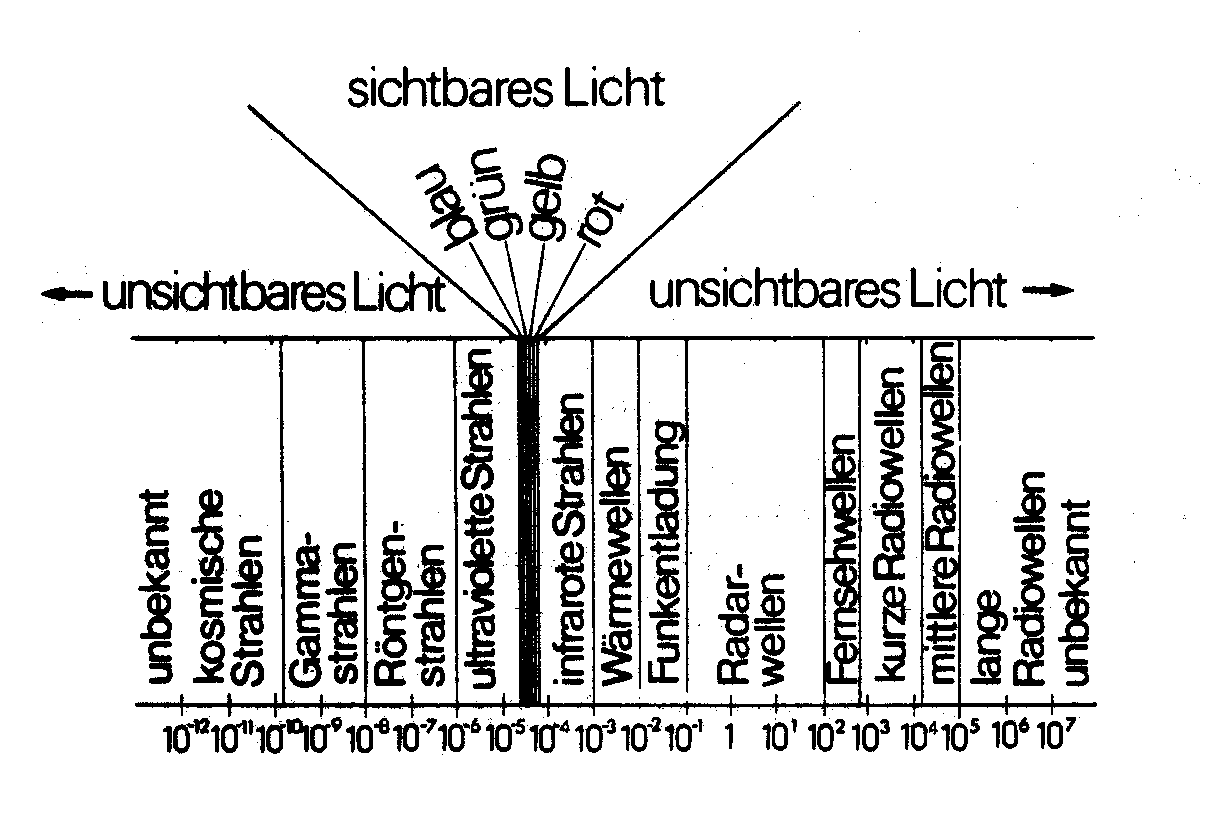 sichtbares Licht
blau
grün
gelb
rot
unsichtbares Licht
unsichtbares Licht
unbekannt
kosmische
Strahlen
Gamma-
strahlen
Röntgen-
strahlen
ultraviolette Strahlen
infrarote Strahlen
Wärmewellen
Funkentladung
Radar-
wellen
Fernsehwellen
kurze Radiowellen
mittlere Radiowellen
lange
Radiowellen
unbekannt
10⁻¹² 10⁻¹¹ 10⁻¹⁰ 10⁻⁹ 10⁻⁸ 10⁻⁷ 10⁻⁶ 10⁻⁵ 10⁻⁴ 10⁻³ 10⁻² 10⁻¹ 1 10¹ 10² 10³ 10⁴ 10⁵ 10⁶ 10⁷